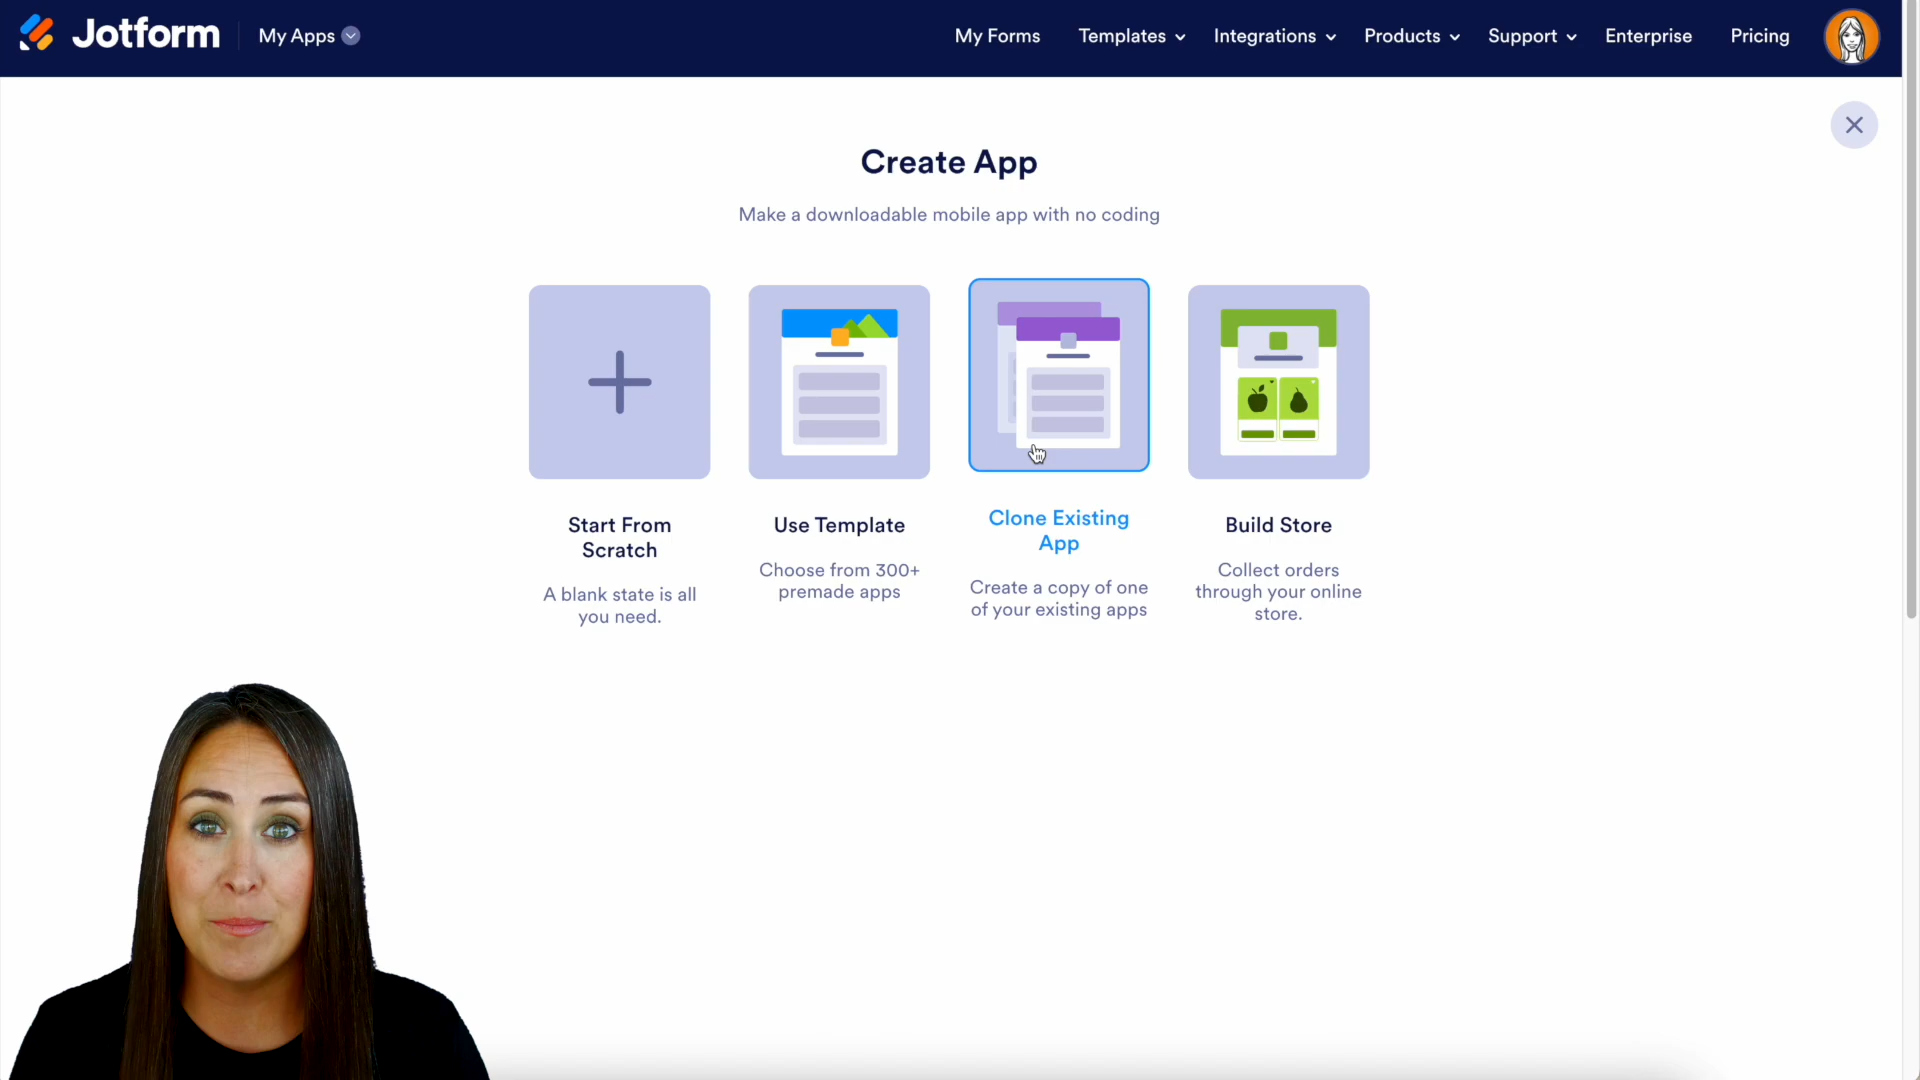 Jotform
My Apps
My Forms
Templates
Integrations
Products
Support
Enterprise
Pricing
Create App
Make a downloadable mobile app with no coding
Start From
Scratch
A blank state is all
you need.
Use Template
Choose from 300+
premade apps
Clone Existing
App
Create a copy of one
of your existing apps
Build Store
Collect orders
through your online
store.